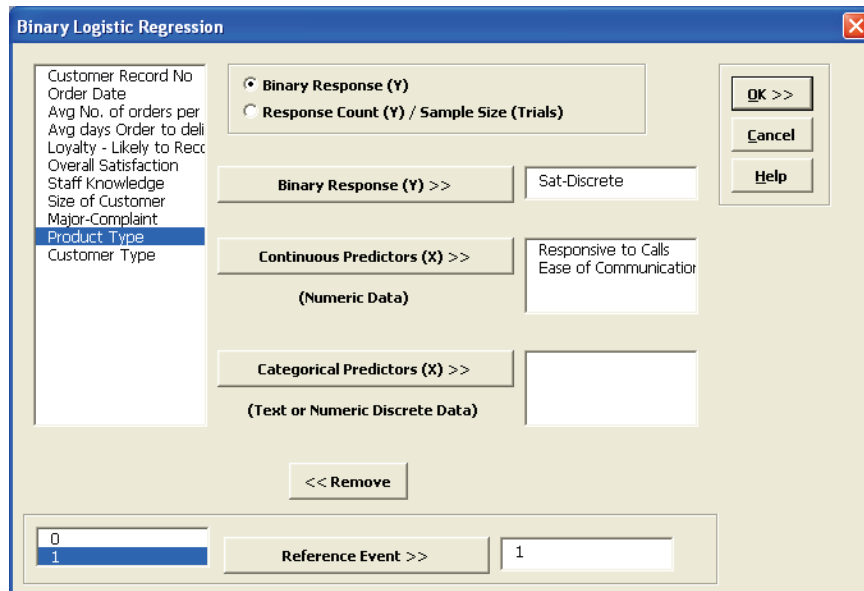 Binary Logistic Regression
Customer Record No
Order Date
Avg No. of orders per
Avg days Order to deli
Loyalty - Likely to Recc
Overall Satisfaction
Staff Knowledge
Size of Customer
Major-Complaint
Product Type
Customer Type
Binary Response (Y)
Response Count (Y) / Sample Size (Trials)
OK >>
Cancel
Help
Binary Response (Y) >>
Sat-Discrete
Continuous Predictors (X) >>
(Numeric Data)
Responsive to Calls
Ease of Communication
Categorical Predictors (X) >>
(Text or Numeric Discrete Data)
<< Remove
0
1
Reference Event >>
1